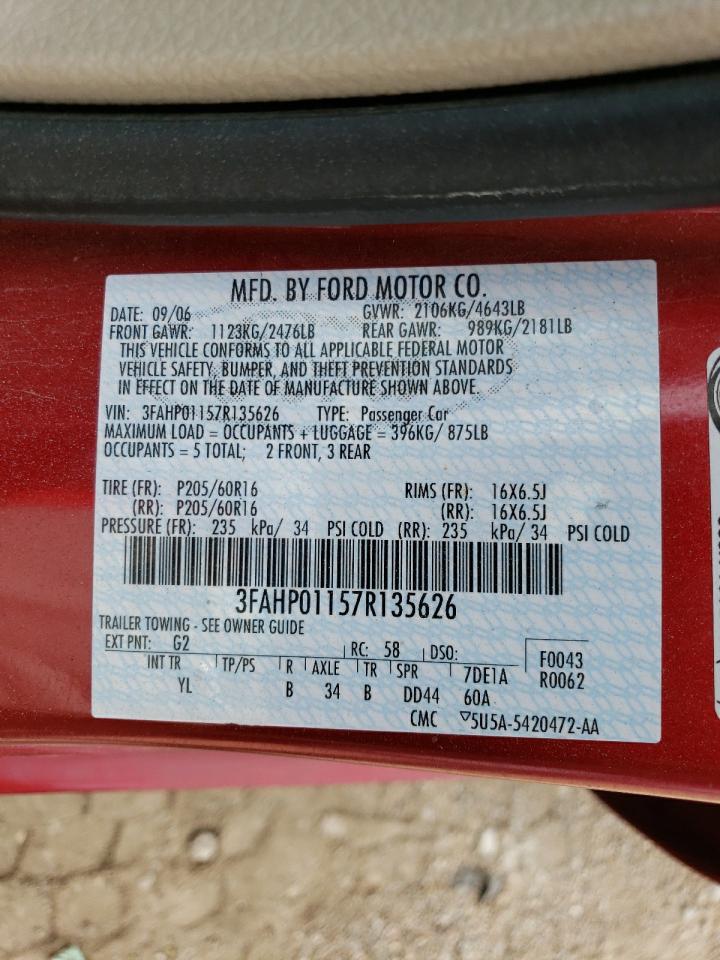 MFD. BY FORD MOTOR CO.
DATE: 09/06 GVWR: 2106KG/4643LB
FRONT GAWR: 1123KG/2476LB REAR GAWR: 989KG/2181LB
THIS VEHICLE CONFORMS TO ALL APPLICABLE FEDERAL MOTOR
VEHICLE SAFETY, BUMPER, AND THEFT PREVENTION STANDARDS
IN EFFECT ON THE DATE OF MANUFACTURE SHOWN ABOVE.
VIN: 3FAHP01157R135626 TYPE: Passenger Car
MAXIMUM LOAD = OCCUPANTS + LUGGAGE = 396KG/ 875LB
OCCUPANTS = 5 TOTAL; 2 FRONT, 3 REAR
TIRE (FR): P205/60R16 RIMS (FR): 16X6.5J
(RR): P205/60R16 (RR): 16X6.5J
PRESSURE (FR): 235 kPa/ 34 PSI COLD (RR): 235 kPa/ 34 PSI COLD
3FAHP01157R135626
TRAILER TOWING - SEE OWNER GUIDE
EXT PNT: G2 RC: 58 DSO: F0043
INT TR TP/PS R AXLE TR SPR 7DE1A R0062
YL B 34 B DD44 60A
CMC ▽5U5A-5420472-AA